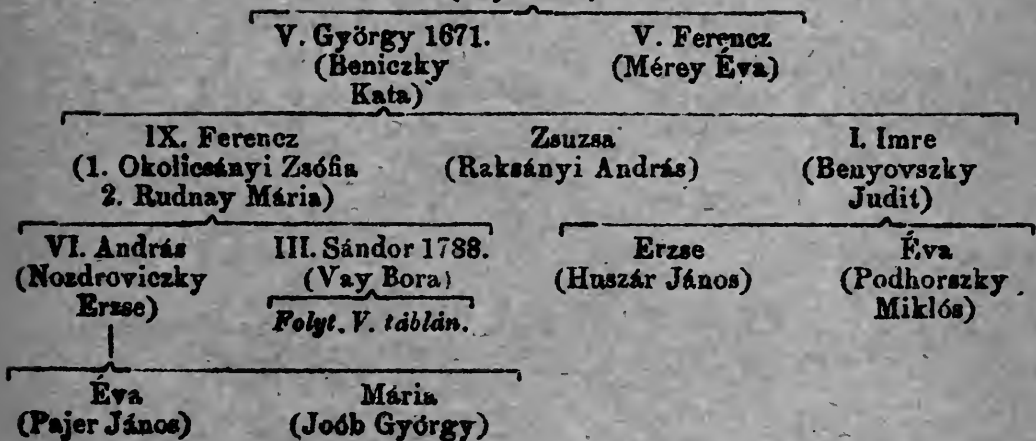 V. György 1671. V. Ferencz
(Beniczky (Mérey Éva)
Kata)
IX. Ferencz Zsuzsa I. Imre
(1. Okolicsányi Zsófia (Raksányi András) (Benyovszky
2. Rudnay Mária) Judit)
VI. András III. Sándor 1788. Erzse Éva
(Nozdroviczky (Vay Bora) (Huszár János) (Podhorszky
Erzse) Folyt. V. táblán. Miklós)
Éva Mária
(Pajer János) (Joób György)